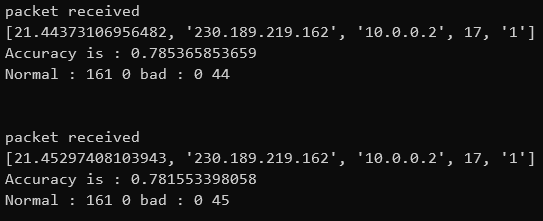 packet received
[21.44373106956482, '230.189.219.162', '10.0.0.2', 17, '1']
Accuracy is : 0.785365853659
Normal : 161 0 bad : 0 44
packet received
[21.45297408103943, '230.189.219.162', '10.0.0.2', 17, '1']
Accuracy is : 0.781553398058
Normal : 161 0 bad : 0 45